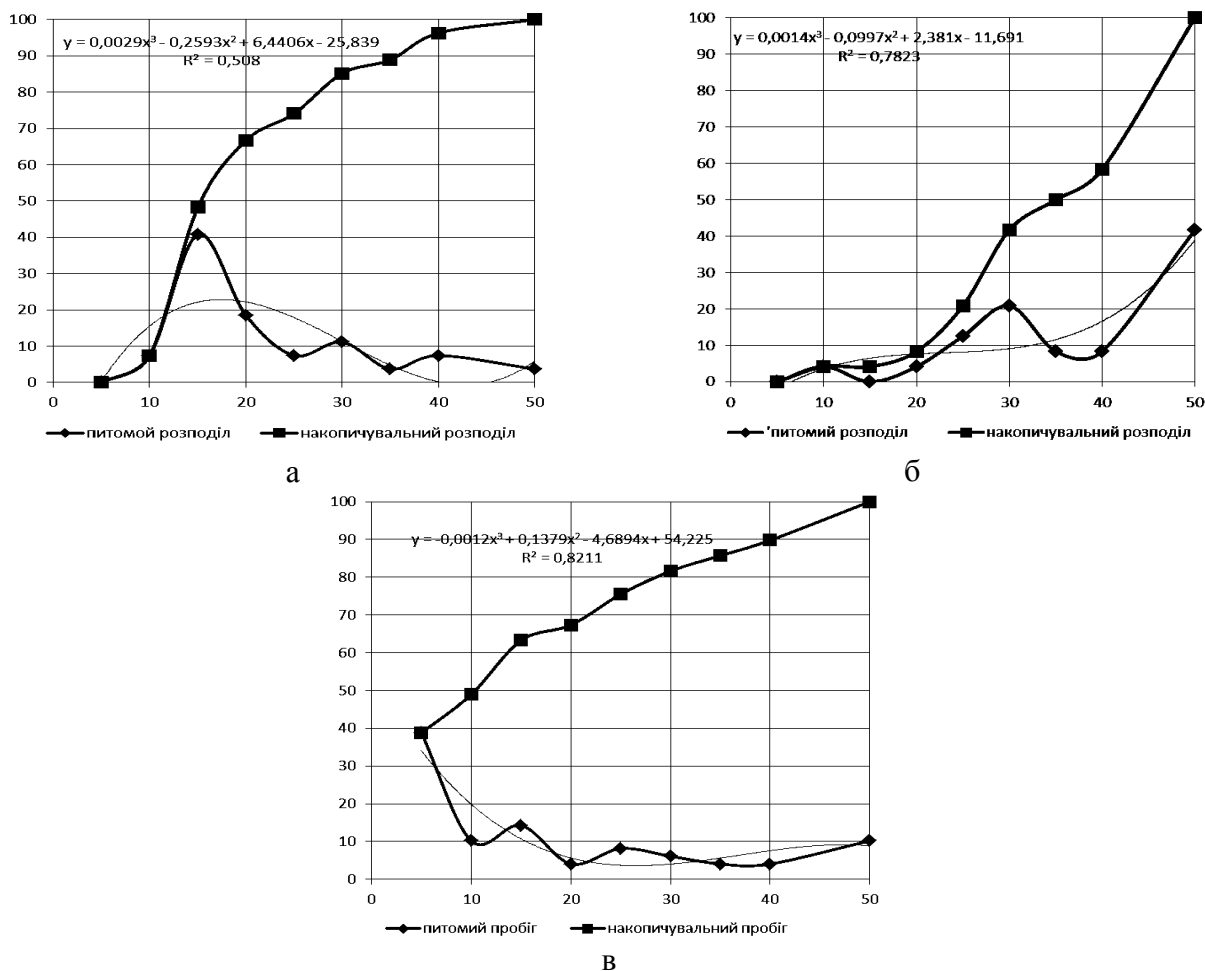 100
90
80
70
60
50
40
30
20
10
0
y = 0,0029x³ - 0,2593x² + 6,4406x - 25,839
R² = 0,508
0 10 20 30 40 50
питомой розподіл накопичувальний розподіл
а
100
90
80
70
60
50
40
30
20
10
0
y = 0,0014x³ - 0,0997x² + 2,381x - 11,691
R² = 0,7823
0 10 20 30 40 50
'питомий розподіл накопичувальний розподіл
б
100
90
80
70
60
50
40
30
20
10
0
y = -0,0012x³ + 0,1379x² - 4,6894x + 54,225
R² = 0,8211
0 10 20 30 40 50
питомий пробіг накопичувальний пробіг
в